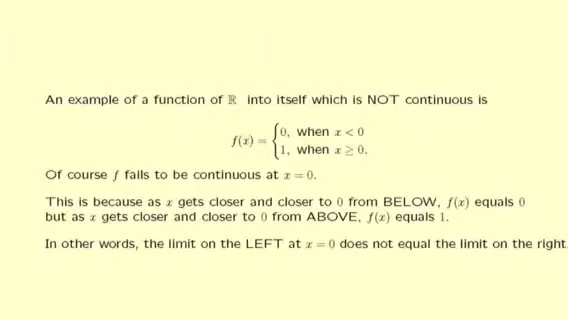 An example of a function of ℝ into itself which is NOT continuous is
f(x) = { 0, when x < 0
1, when x ≥ 0.
Of course f fails to be continuous at x = 0.
This is because as x gets closer and closer to 0 from BELOW, f(x) equals 0
but as x gets closer and closer to 0 from ABOVE, f(x) equals 1.
In other words, the limit on the LEFT at x = 0 does not equal the limit on the right